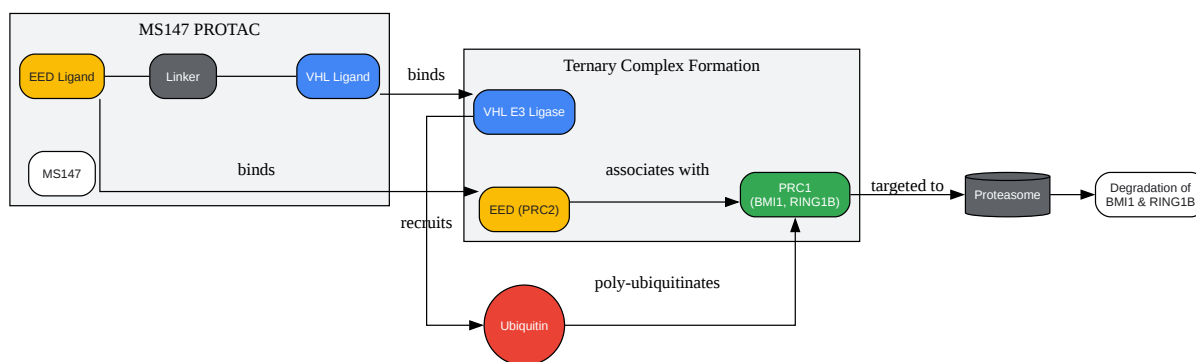 MS147 PROTAC
EED Ligand
Linker
VHL Ligand
binds
MS147
binds
Ternary Complex Formation
VHL E3 Ligase
recruits
EED (PRC2)
associates with
PRC1
(BMI1, RING1B)
targeted to
Proteasome
Degradation of
BMI1 & RING1B
poly-ubiquitinates
Ubiquitin